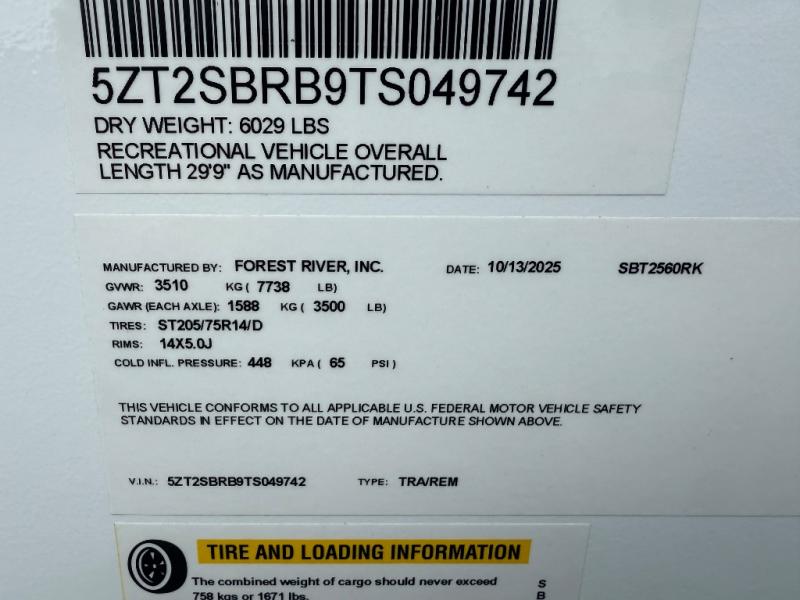 5ZT2SBRB9TS049742
DRY WEIGHT: 6029 LBS
RECREATIONAL VEHICLE OVERALL
LENGTH 29'9" AS MANUFACTURED.
MANUFACTURED BY: FOREST RIVER, INC. DATE: 10/13/2025 SBT2560RK
GVWR: 3510 KG ( 7738 LB)
GAWR (EACH AXLE): 1588 KG ( 3500 LB)
TIRES: ST205/75R14/D
RIMS: 14X5.0J
COLD INFL. PRESSURE: 448 KPA ( 65 PSI )
THIS VEHICLE CONFORMS TO ALL APPLICABLE U.S. FEDERAL MOTOR VEHICLE SAFETY
STANDARDS IN EFFECT ON THE DATE OF MANUFACTURE SHOWN ABOVE.
V.I.N.: 5ZT2SBRB9TS049742 TYPE: TRA/REM
TIRE AND LOADING INFORMATION
The combined weight of cargo should never exceed S
758 kgs or 1671 lbs. B